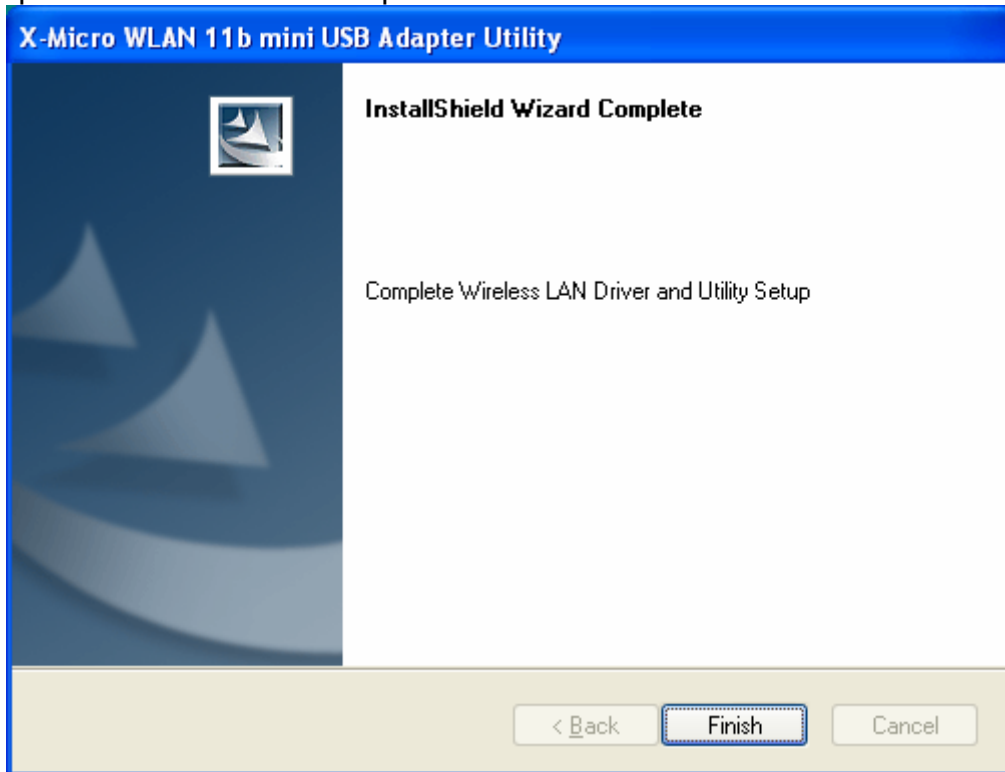 X-Micro WLAN 11b mini USB Adapter Utility
InstallShield Wizard Complete
Complete Wireless LAN Driver and Utility Setup
< Back Finish Cancel